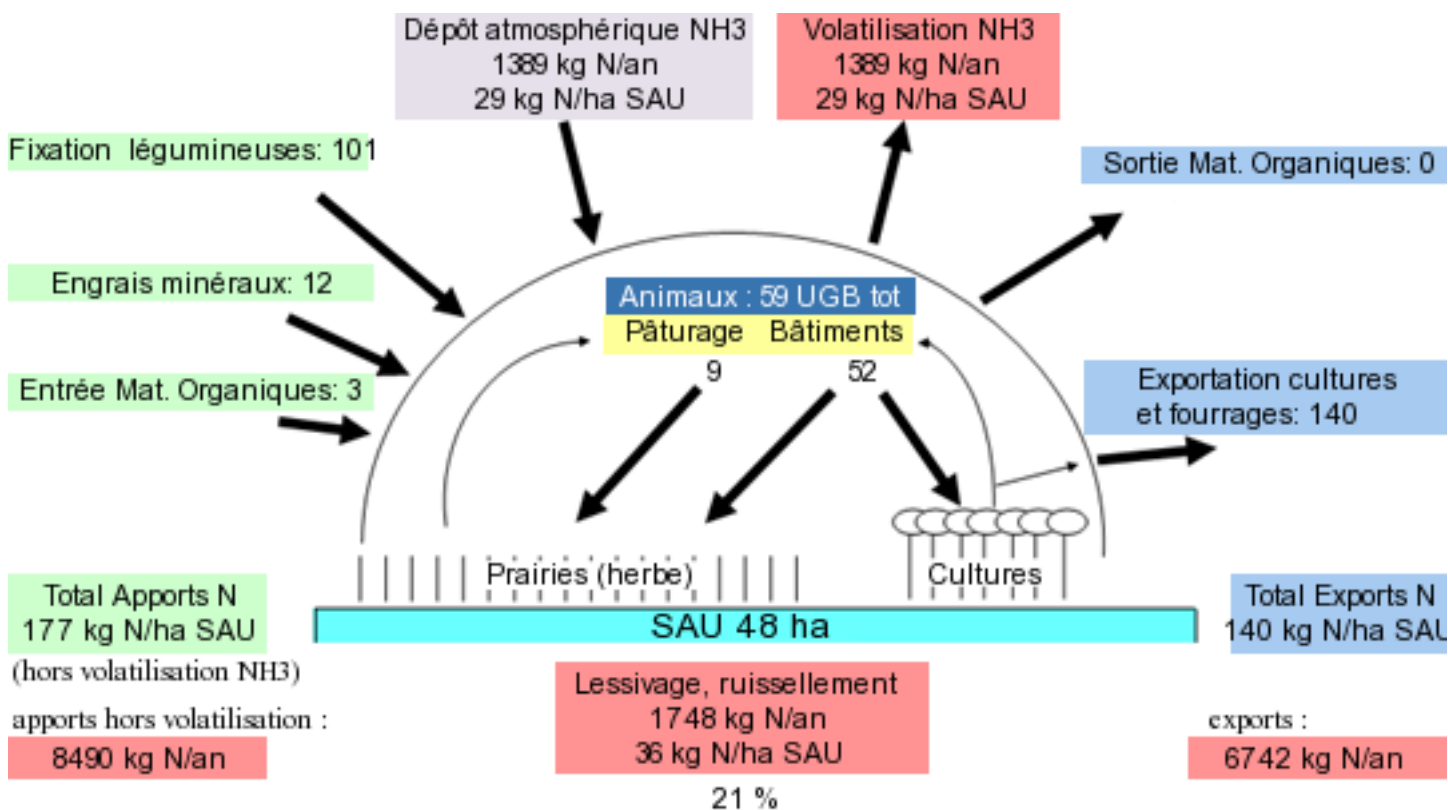 Dépôt atmosphérique NH3
1389 kg N/an
29 kg N/ha SAU
Volatilisation NH3
1389 kg N/an
29 kg N/ha SAU
Fixation légumineuses: 101
Sortie Mat. Organiques: 0
Engrais minéraux: 12
Animaux : 59 UGB tot
Pâturage Bâtiments
9 52
Entrée Mat. Organiques: 3
Exportation cultures
et fourrages: 140
Prairies (herbe)
Cultures
Total Apports N
177 kg N/ha SAU
(hors volatilisation NH3)
SAU 48 ha
Total Exports N
140 kg N/ha SAU
apports hors volatilisation :
8490 kg N/an
Lessivage, ruissellement
1748 kg N/an
36 kg N/ha SAU
21 %
exports :
6742 kg N/an